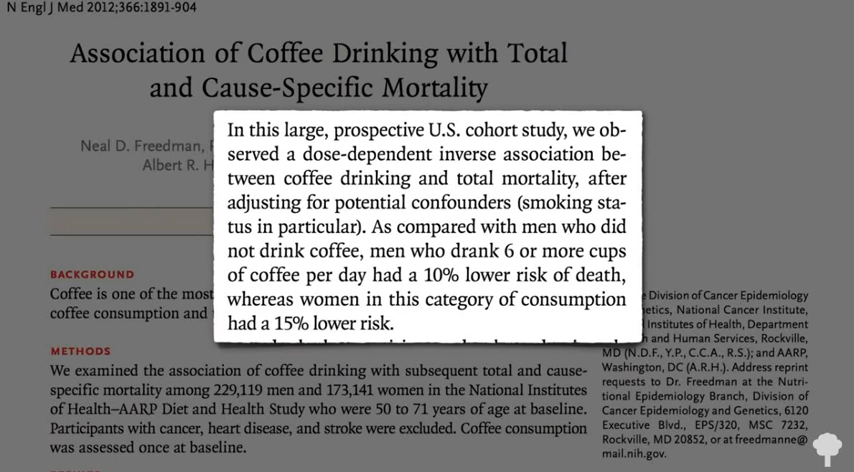 N Engl J Med 2012;366:1891-904
Association of Coffee Drinking with Total
and Cause-Specific Mortality
Neal D. Freedman,
Albert R. H
In this large, prospective U.S. cohort study, we ob-
served a dose-dependent inverse association be-
tween coffee drinking and total mortality, after
adjusting for potential confounders (smoking sta-
tus in particular). As compared with men who did
not drink coffee, men who drank 6 or more cups
of coffee per day had a 10% lower risk of death,
whereas women in this category of consumption
had a 15% lower risk.
BACKGROUND
Coffee is one of the most
coffee consumption and
METHODS
We examined the association of coffee drinking with subsequent total and cause-
specific mortality among 229,119 men and 173,141 women in the National Institutes
of Health–AARP Diet and Health Study who were 50 to 71 years of age at baseline.
Participants with cancer, heart disease, and stroke were excluded. Coffee consumption
was assessed once at baseline.
Division of Cancer Epidemiology
netics, National Cancer Institute,
Institutes of Health, Department
and Human Services, Rockville,
MD (N.D.F., Y.P., C.C.A., R.S.); and AARP,
Washington, DC (A.R.H.). Address reprint
requests to Dr. Freedman at the Nutri-
tional Epidemiology Branch, Division of
Cancer Epidemiology and Genetics, 6120
Executive Blvd., EPS/320, MSC 7232,
Rockville, MD 20852, or at freedmanne@
mail.nih.gov.